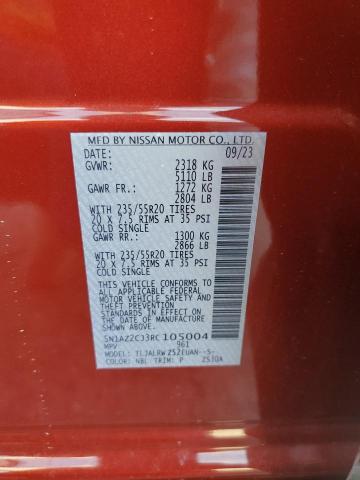 MFD BY NISSAN MOTOR CO., LTD.
DATE: 09/23
GVWR: 2318 KG
5110 LB
GAWR FR.: 1272 KG
2804 LB
WITH 235/55R20 TIRES
20 X 7.5 RIMS AT 35 PSI
COLD SINGLE
GAWR RR.: 1300 KG
2866 LB
WITH 235/55R20 TIRES
20 X 7.5 RIMS AT 35 PSI
COLD SINGLE
THIS VEHICLE CONFORMS TO
ALL APPLICABLE FEDERAL
MOTOR VEHICLE SAFETY AND
THEFT PREVENTION
STANDARDS IN EFFECT ON
THE DATE OF MANUFACTURE
SHOWN ABOVE.
5N1AZ2CJ3RC105004
MPV 961
MODEL: TLJALRWZ52EUAN--S-
COLOR: NBL TRIM: P